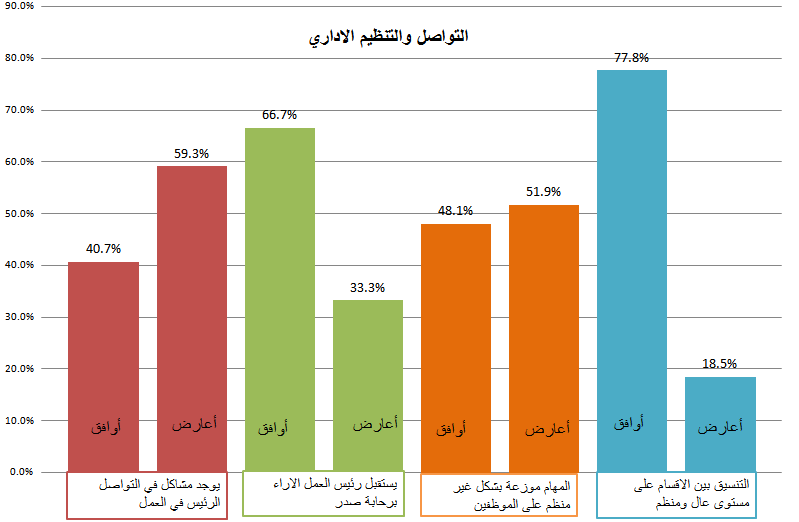 التواصل والتنظيم الاداري
90.0%
80.0%
70.0%
60.0%
50.0%
40.0%
30.0%
20.0%
10.0%
0.0%
40.7%
59.3%
66.7%
33.3%
48.1%
51.9%
77.8%
18.5%
أوافق
أعارض
أوافق
أعارض
أوافق
أعارض
أوافق
أعارض
يوجد مشاكل في التواصل
الرئيس في العمل
يستقبل رئيس العمل الاراء
برحابة صدر
المهام موزعة بشكل غير
منظم على الموظفين
التنسيق بين الاقسام على
مستوى عال ومنظم